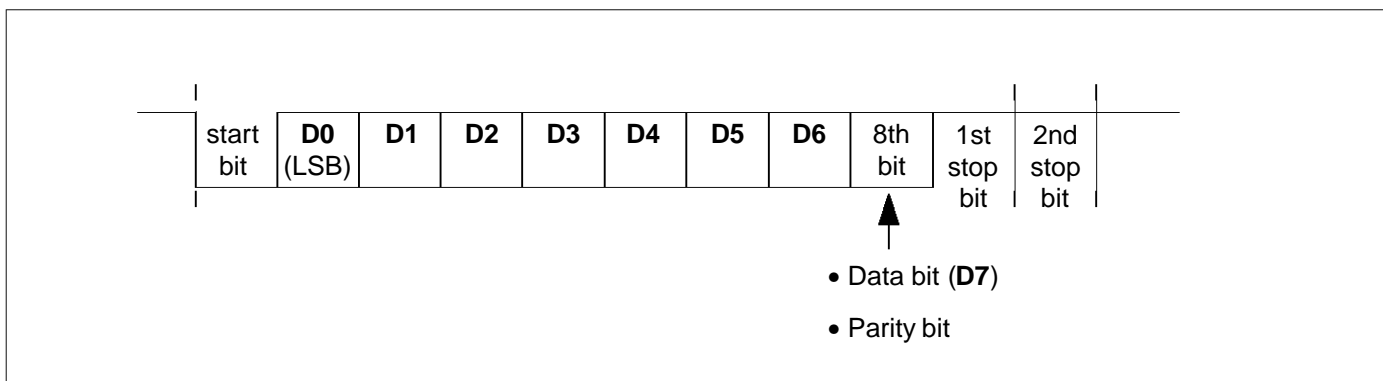 start bit
D0 (LSB)
D1
D2
D3
D4
D5
D6
8th bit
1st stop bit
2nd stop bit
• Data bit (D7)
• Parity bit